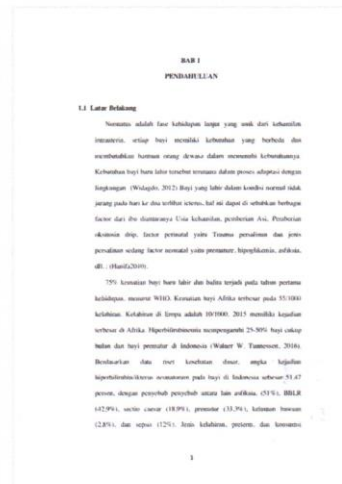 BAB I
PENDAHULUAN
1.1 Latar Belakang
Neonatus adalah fase kehidupan lanjut yang unik dari kehamilan
intrauteria, setiap bayi memiliki kebutuhan yang berbeda dan
membutuhkan bantuan orang dewasa dalam memenuhi kebutuhannya.
Kebutuhan bayi baru lahir tersebut terutama dalam proses adaptasi dengan
lingkungan (Widagdo, 2012) Bayi yang lahir dalam kondisi normal tidak
jarang pada hari ke dua terlihat icterus, hal ini dapat di sebabkan berbagai
factor dari ibu diantaranya Usia kehamilan, pemberian Asi, Pemberian
oksitosin drip, factor perinatal yaitu Trauma persalinan dan jenis
persalinan sedang factor neonatal yaitu premature, hipoglikemia, asfiksia,
dll.. (Hanifa2010).
75% kematian bayi baru lahir dan balita terjadi pada tahun pertama
kehidupan, menurut WHO. Kematian bayi Afrika terbesar pada 55/1000
kelahiran. Kelahiran di Eropa adalah 10/1000. 2015 memiliki kejadian
terbesar di Afrika. Hiperbilirubinemia mempengaruhi 25-50% bayi cukup
bulan dan bayi prematur di Indonesia (Walner W. Tunnessen, 2016).
Berdasarkan data riset kesehatan dasar, angka kejadian
hiperbilirubin/ikterus neonatorum pada bayi di Indonesia sebesar 51,47
persen, dengan penyebab penyebab antara lain asfiksia, (51%), BBLR
(42,9%), sectio caesar (18,9%), prematur (33,3%), kelainan bawaan
(2,8%), dan sepsis (12%). Jenis kelahiran, preterm, dan konsumsi
1